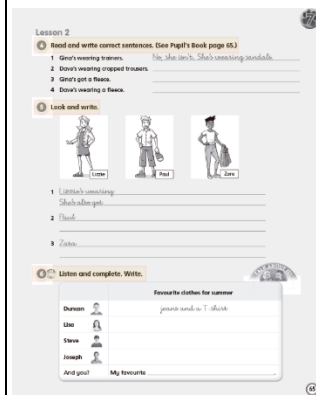 Lesson 2
A Read and write correct sentences. (See Pupil's Book page 65.)
1 Gina's wearing trainers. No, she isn't. She's wearing sandals.
2 Dave's wearing cropped trousers.
3 Gina's got a fleece.
4 Dave's wearing a fleece.
B Look and write.
Lizzie Paul Zara
1 Lizzie's wearing
She's also got
2 Paul
3 Zara
Listen and complete. Write.
Favourite clothes for summer
Duncan jeans and a T-shirt
Lisa
Steve
Joseph
And you? My favourite
65